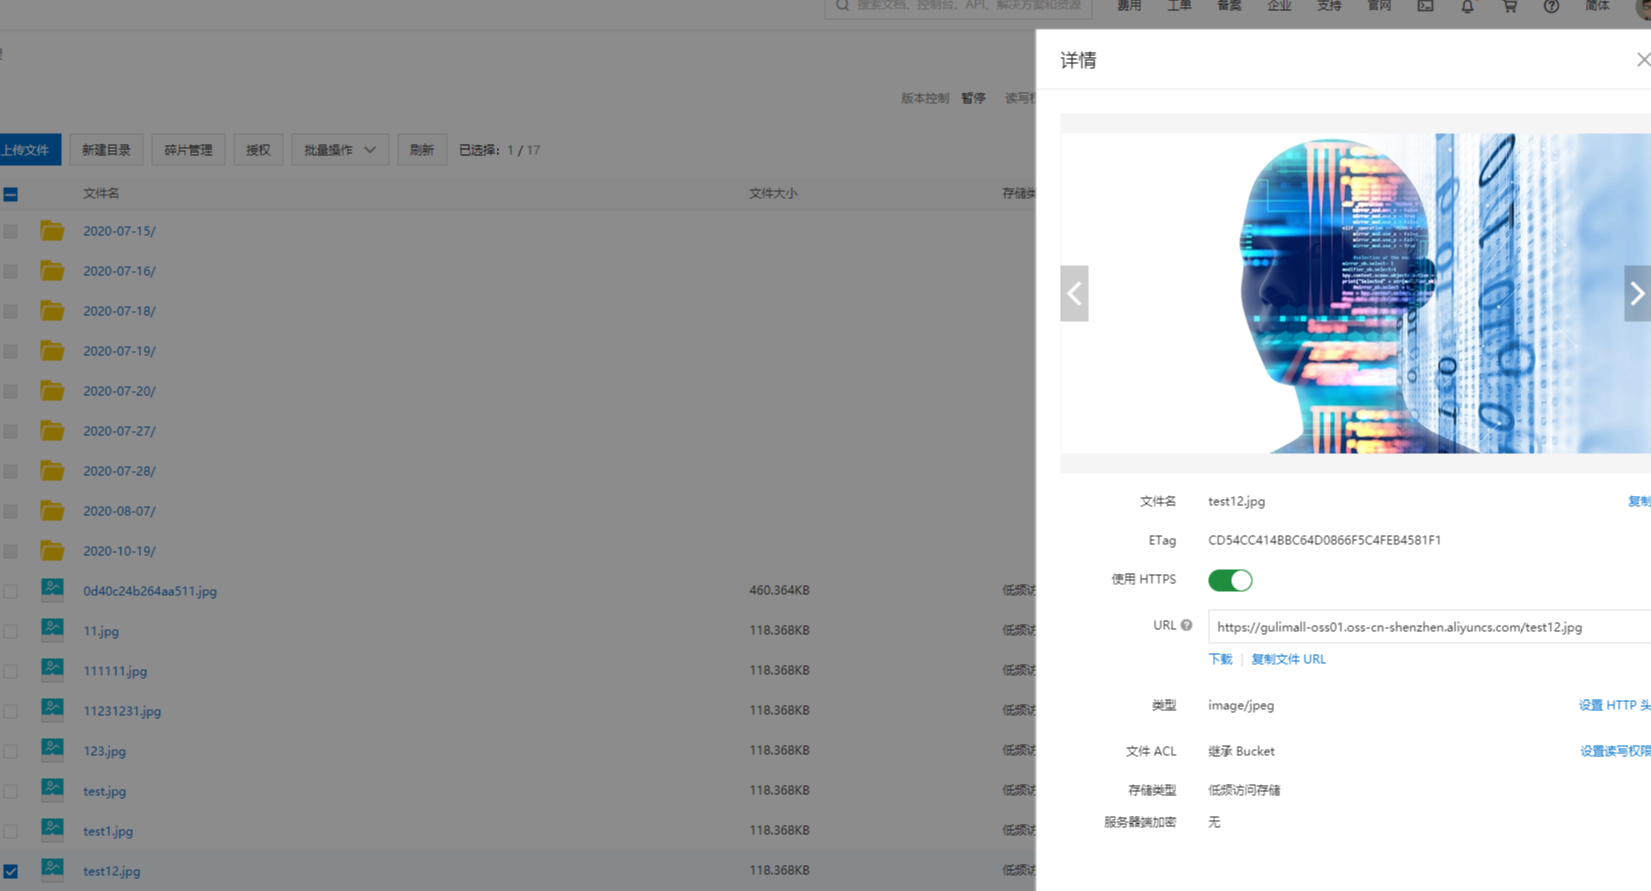 搜索文档、控制台、API、解决方案和资源 费用 工单 备案 企业 支持 官网 简体
详情
版本控制 暂停 读写权
上传文件 新建目录 碎片管理 授权 批量操作 刷新 已选择：1 / 17
文件名 文件大小 存储类
2020-07-15/
2020-07-16/
2020-07-18/
2020-07-19/
2020-07-20/
2020-07-27/
2020-07-28/
2020-08-07/
2020-10-19/
0d40c24b264aa511.jpg 460.364KB 低频访
11.jpg 118.368KB 低频访
111111.jpg 118.368KB 低频访
11231231.jpg 118.368KB 低频访
123.jpg 118.368KB 低频访
test.jpg 118.368KB 低频访
test1.jpg 118.368KB 低频访
test12.jpg 118.368KB 低频访
文件名 test12.jpg 复制
ETag CD54CC414BBC64D0866F5C4FEB4581F1
使用 HTTPS
URL https://gulimall-oss01.oss-cn-shenzhen.aliyuncs.com/test12.jpg
下载 | 复制文件 URL
类型 image/jpeg 设置 HTTP 头
文件 ACL 继承 Bucket 设置读写权限
存储类型 低频访问存储
服务器端加密 无